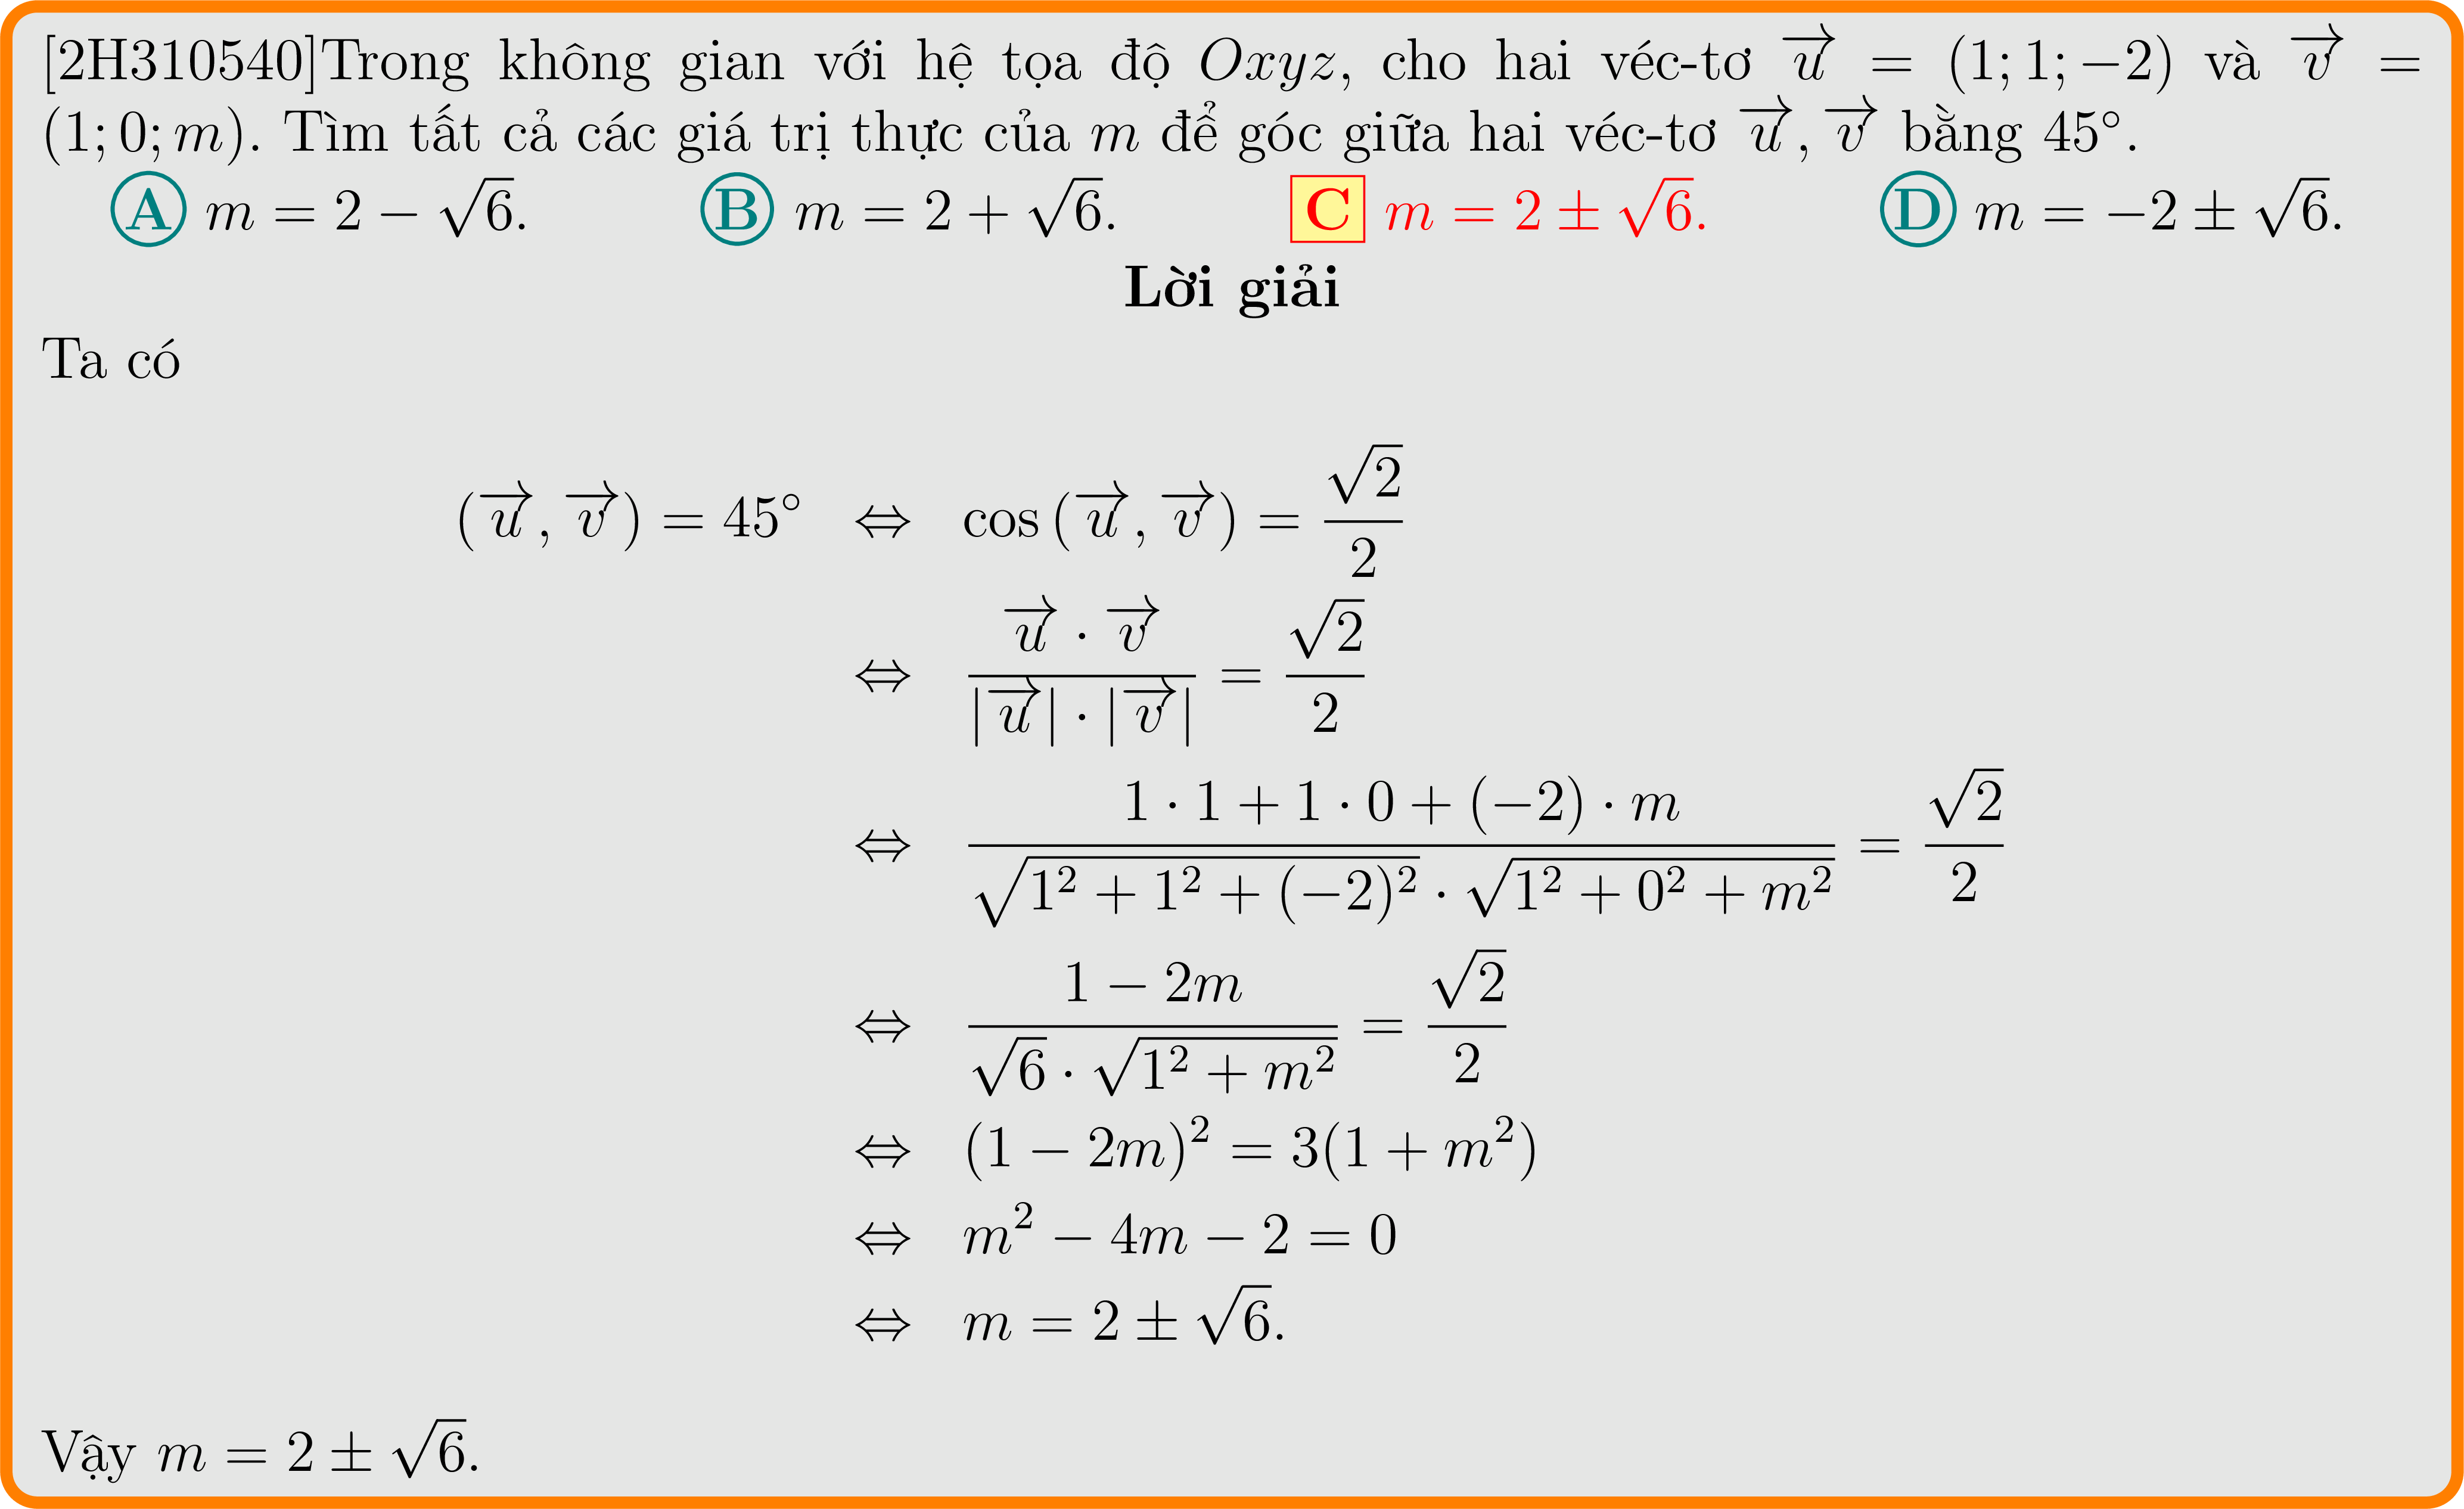 [2H310540]Trong không gian với hệ tọa độ $Oxyz$, cho hai véc-tơ $\overrightarrow{u} = (1; 1; -2)$ và $\overrightarrow{v} =$
$(1; 0; m)$. Tìm tất cả các giá trị thực của $m$ để góc giữa hai véc-tơ $\overrightarrow{u}, \overrightarrow{v}$ bằng $45^\circ$.
A $m = 2 - \sqrt{6}$. B $m = 2 + \sqrt{6}$. C $m = 2 \pm \sqrt{6}$. D $m = -2 \pm \sqrt{6}$.
Lời giải
Ta có
$(\overrightarrow{u}, \overrightarrow{v}) = 45^\circ \Leftrightarrow \cos(\overrightarrow{u}, \overrightarrow{v}) = \frac{\sqrt{2}}{2}$
$\Leftrightarrow \frac{\overrightarrow{u} \cdot \overrightarrow{v}}{|\overrightarrow{u}| \cdot |\overrightarrow{v}|} = \frac{\sqrt{2}}{2}$
$\Leftrightarrow \frac{1 \cdot 1 + 1 \cdot 0 + (-2) \cdot m}{\sqrt{1^2 + 1^2 + (-2)^2} \cdot \sqrt{1^2 + 0^2 + m^2}} = \frac{\sqrt{2}}{2}$
$\Leftrightarrow \frac{1 - 2m}{\sqrt{6} \cdot \sqrt{1^2 + m^2}} = \frac{\sqrt{2}}{2}$
$\Leftrightarrow (1 - 2m)^2 = 3(1 + m^2)$
$\Leftrightarrow m^2 - 4m - 2 = 0$
$\Leftrightarrow m = 2 \pm \sqrt{6}.$
Vậy $m = 2 \pm \sqrt{6}$.